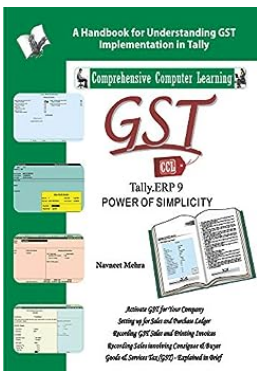 A Handbook for Understanding GST
Implementation in Tally
Comprehensive Computer Learning
GST
CCL
Tally.ERP 9
POWER OF SIMPLICITY
Navneet Mehra
Activate GST for Your Company
Setting up for Sales and Purchase Ledger
Recording GST Sales and Printing Invoices
Recording Sales involving Consignee & Buyer
Goods & Services Tax (GST) - Explained in Brief